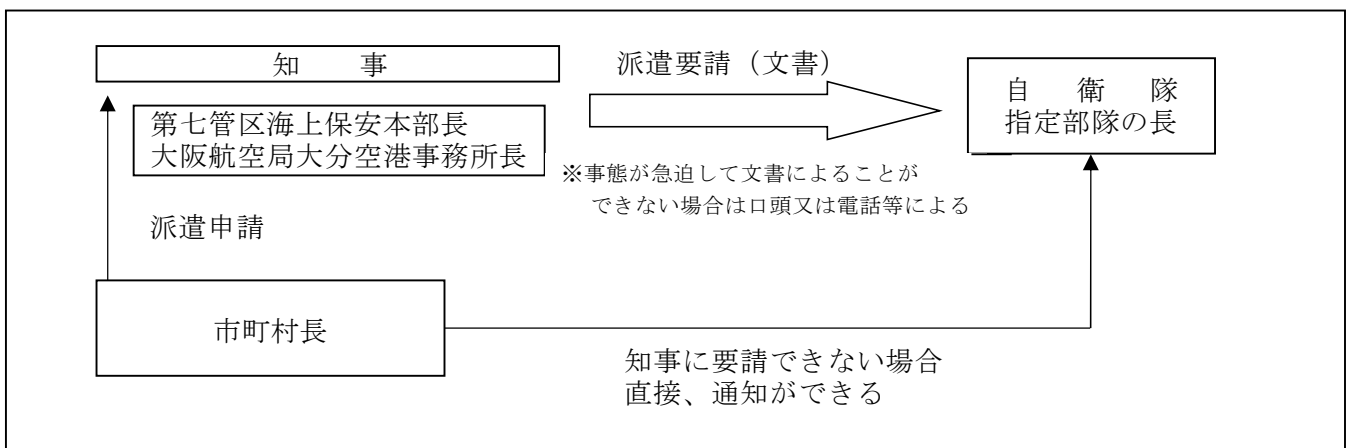 知　　事
派遣要請（文書）
自　衛　隊
指定部隊の長
第七管区海上保安本部長
大阪航空局大分空港事務所長
※事態が急迫して文書によることが
できない場合は口頭又は電話等による
派遣申請
市町村長
知事に要請できない場合
直接、通知ができる